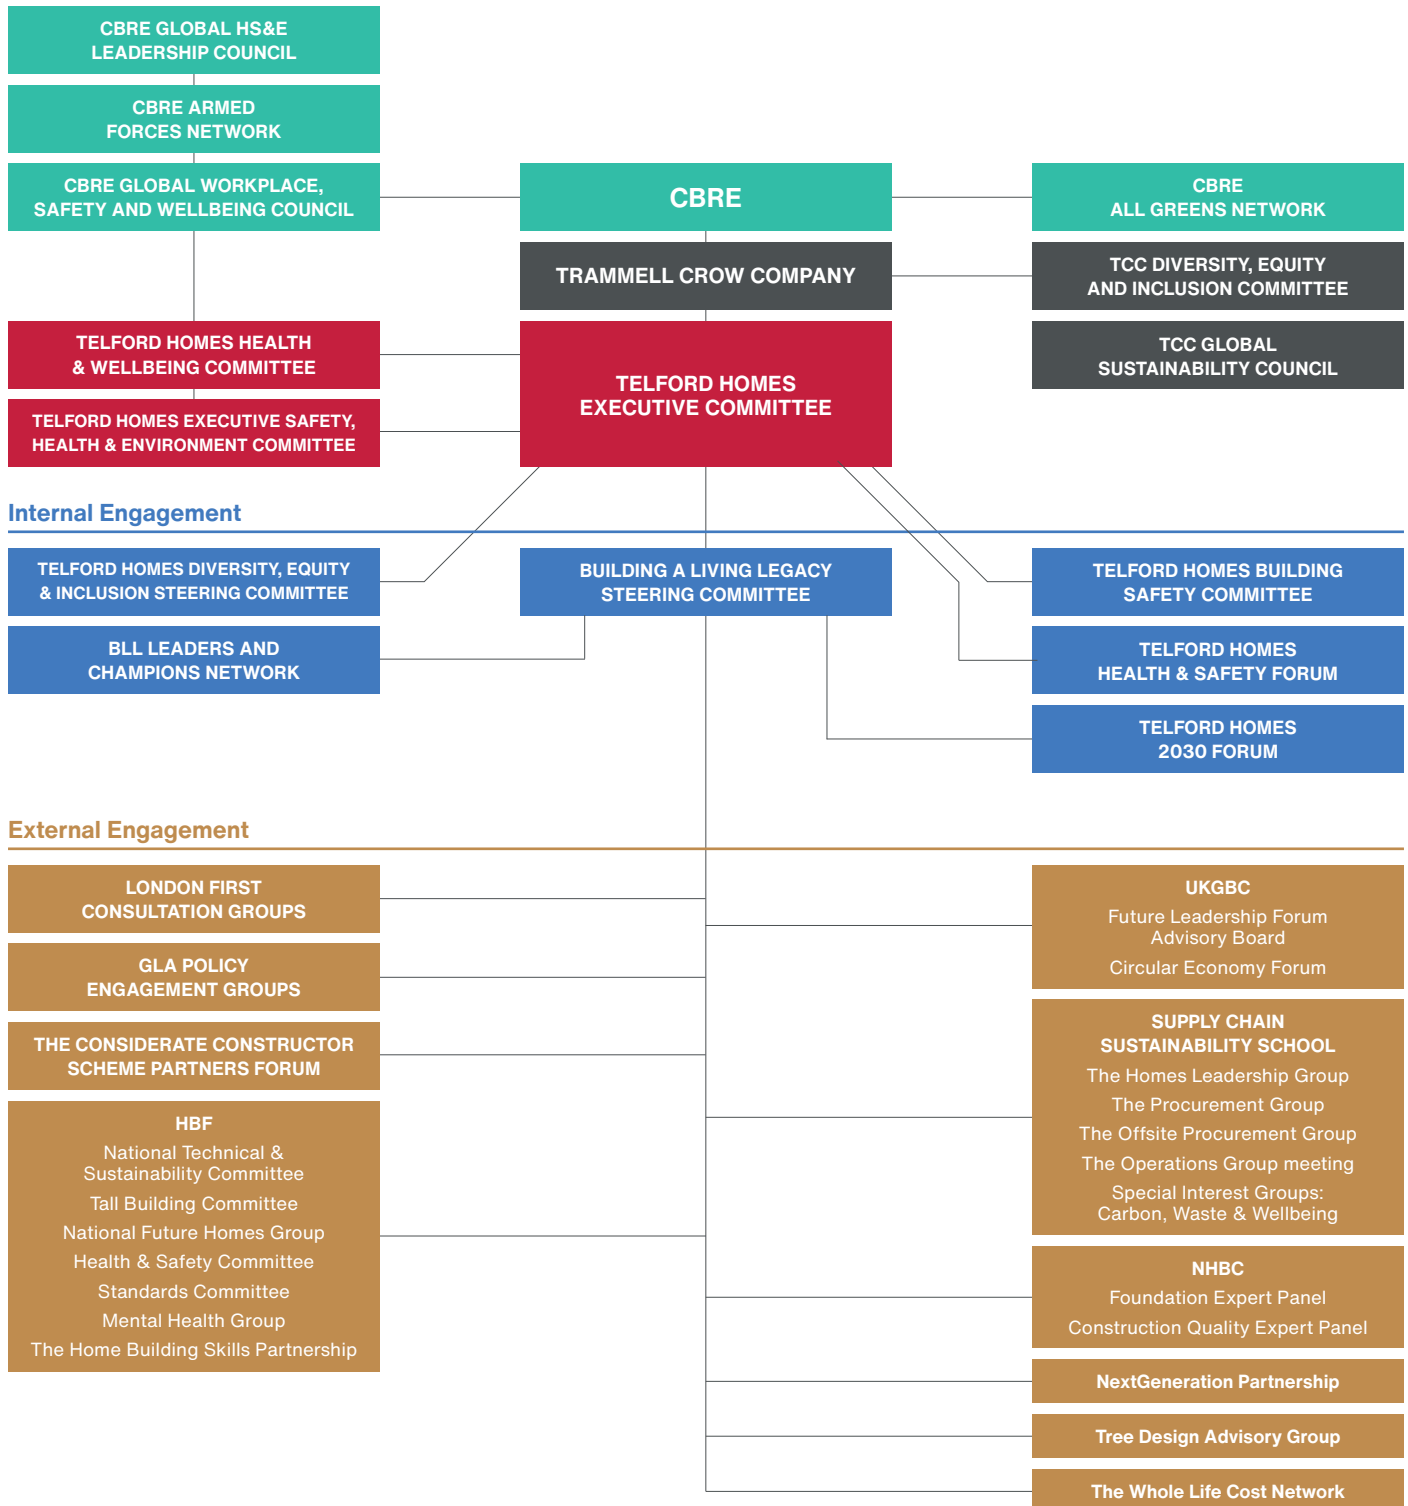 CBRE GLOBAL HS&E
LEADERSHIP COUNCIL
CBRE ARMED
FORCES NETWORK
CBRE GLOBAL WORKPLACE,
SAFETY AND WELLBEING COUNCIL
CBRE
CBRE
ALL GREENS NETWORK
TRAMMELL CROW COMPANY
TCC DIVERSITY, EQUITY
AND INCLUSION COMMITTEE
TELFORD HOMES HEALTH
& WELLBEING COMMITTEE
TELFORD HOMES EXECUTIVE SAFETY,
HEALTH & ENVIRONMENT COMMITTEE
TELFORD HOMES
EXECUTIVE COMMITTEE
TCC GLOBAL
SUSTAINABILITY COUNCIL
Internal Engagement
TELFORD HOMES DIVERSITY, EQUITY
& INCLUSION STEERING COMMITTEE
BLL LEADERS AND
CHAMPIONS NETWORK
BUILDING A LIVING LEGACY
STEERING COMMITTEE
TELFORD HOMES BUILDING
SAFETY COMMITTEE
TELFORD HOMES
HEALTH & SAFETY FORUM
TELFORD HOMES
2030 FORUM
External Engagement
LONDON FIRST
CONSULTATION GROUPS
GLA POLICY
ENGAGEMENT GROUPS
THE CONSIDERATE CONSTRUCTOR
SCHEME PARTNERS FORUM
HBF
National Technical &
Sustainability Committee
Tall Building Committee
National Future Homes Group
Health & Safety Committee
Standards Committee
Mental Health Group
The Home Building Skills Partnership
UKGBC
Future Leadership Forum
Advisory Board
Circular Economy Forum
SUPPLY CHAIN
SUSTAINABILITY SCHOOL
The Homes Leadership Group
The Procurement Group
The Offsite Procurement Group
The Operations Group meeting
Special Interest Groups:
Carbon, Waste & Wellbeing
NHBC
Foundation Expert Panel
Construction Quality Expert Panel
NextGeneration Partnership
Tree Design Advisory Group
The Whole Life Cost Network